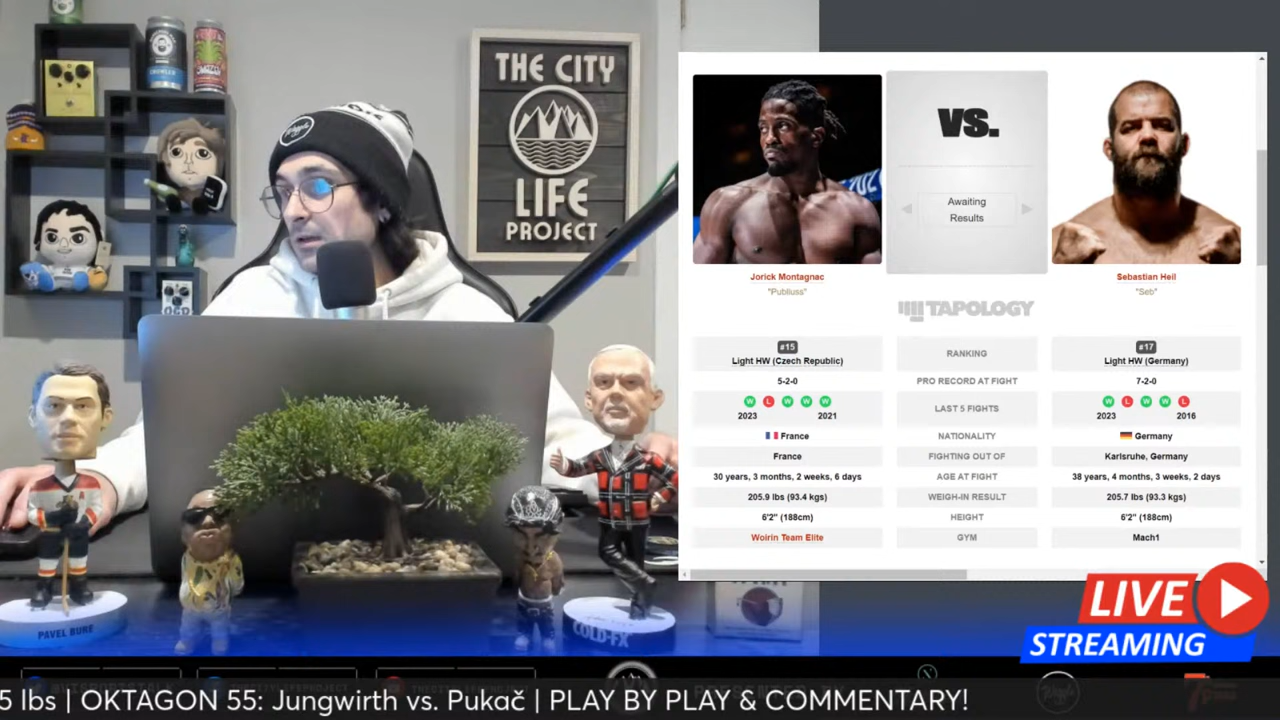 THE CITY
LIFE
PROJECT
VS.
Awaiting
Results
Jorick Montagnac
"Publiuss"
Sebastian Heil
"Seb"
TAPOLOGY
#15
Light HW (Czech Republic)
RANKING
#17
Light HW (Germany)
5-2-0
PRO RECORD AT FIGHT
7-2-0
W L W W W
2023 2021
LAST 5 FIGHTS
W L W W L
2023 2016
France
NATIONALITY
Germany
France
FIGHTING OUT OF
Karlsruhe, Germany
30 years, 3 months, 2 weeks, 6 days
AGE AT FIGHT
38 years, 4 months, 3 weeks, 2 days
205.9 lbs (93.4 kgs)
WEIGH-IN RESULT
205.7 lbs (93.3 kgs)
6'2" (188cm)
HEIGHT
6'2" (188cm)
Woirin Team Elite
GYM
Mach1
PAVEL BURE
COLD-FX
LIVE
STREAMING
5 lbs | OKTAGON 55: Jungwirth vs. Pukač | PLAY BY PLAY & COMMENTARY!